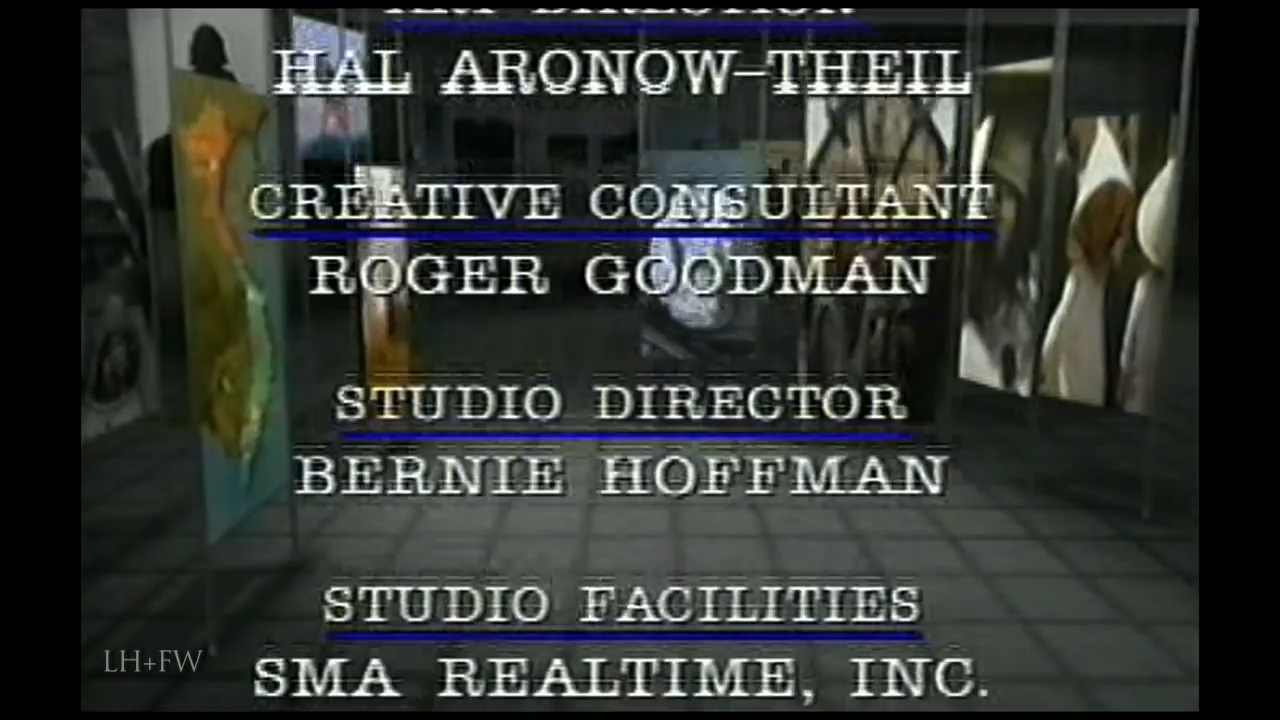 HAL ARONOW-THEIL
CREATIVE CONSULTANT
ROGER GOODMAN
STUDIO DIRECTOR
BERNIE HOFFMAN
STUDIO FACILITIES
SMA REALTIME, INC.
LH+FW